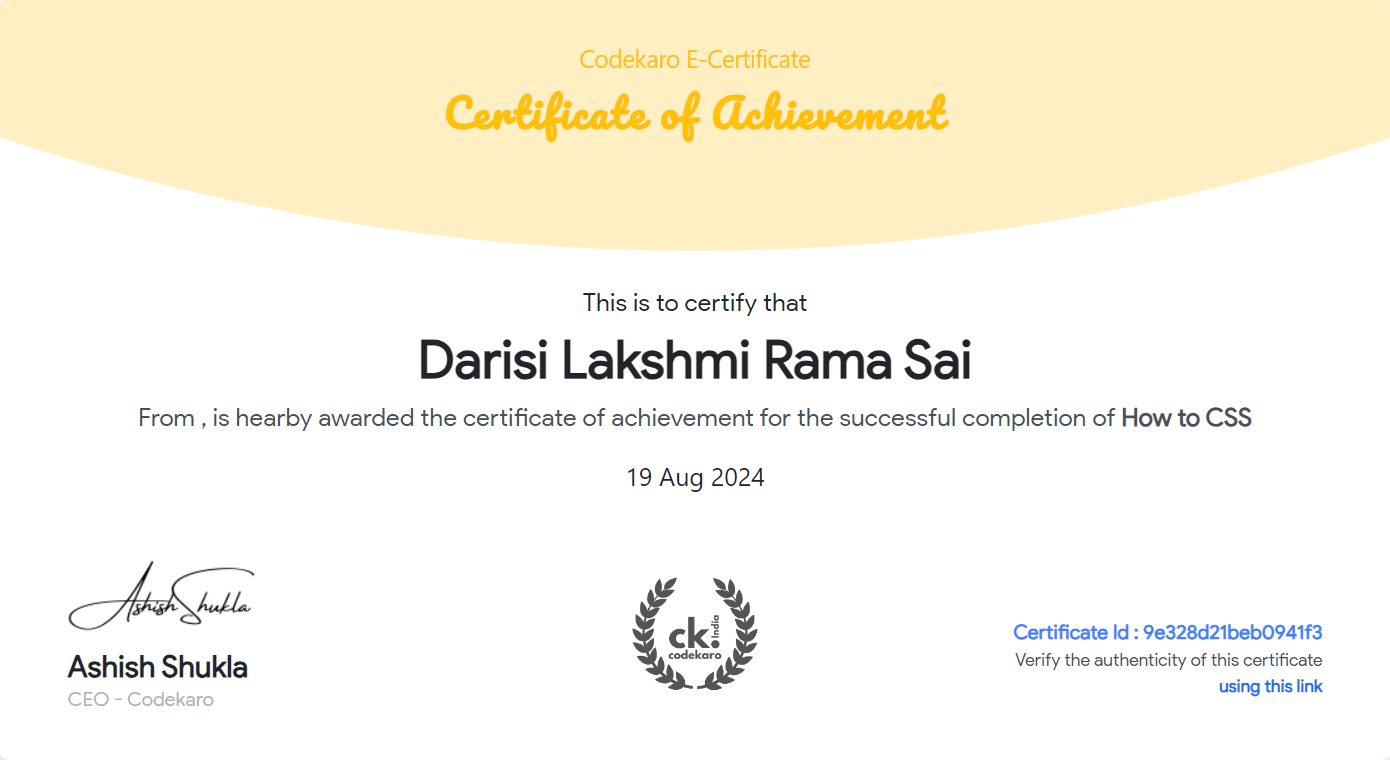 Codekaro E-Certificate
Certificate of Achievement
This is to certify that
Darisi Lakshmi Rama Sai
From , is hearby awarded the certificate of achievement for the successful completion of How to CSS
19 Aug 2024
Ashish Shukla
Ashish Shukla
CEO - Codekaro
ck.
India
codekaro
Certificate Id : 9e328d21beb0941f3
Verify the authenticity of this certificate
using this link